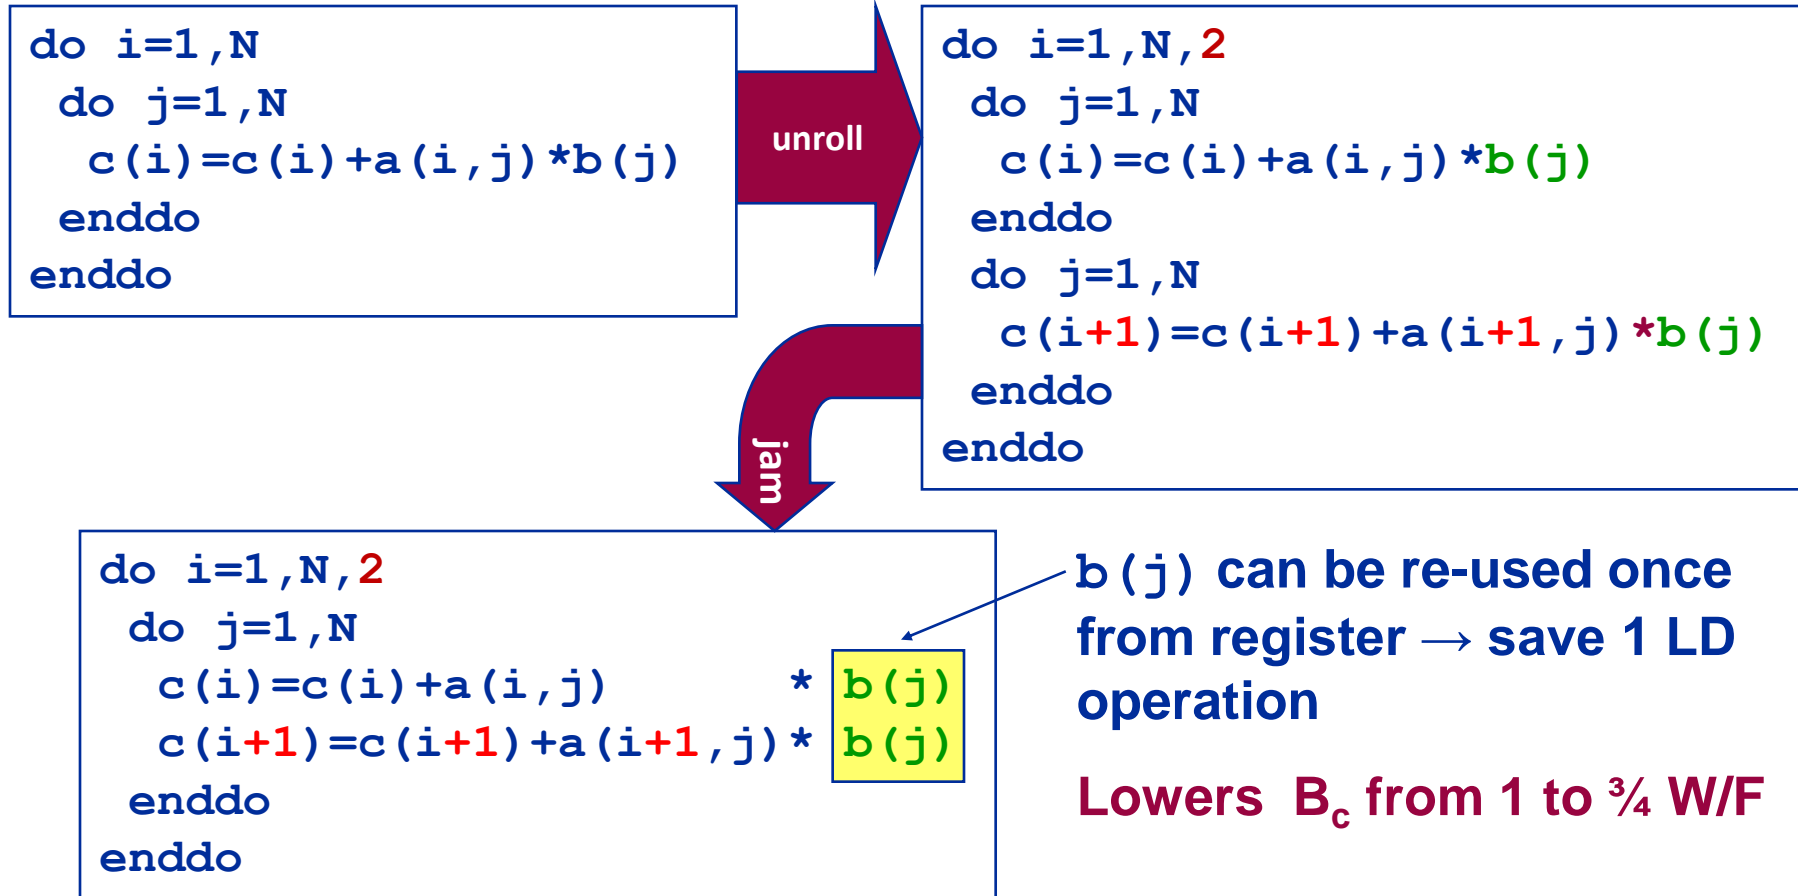 do i=1,N
do j=1,N
c(i)=c(i)+a(i,j)*b(j)
enddo
enddo
unroll
do i=1,N,2
do j=1,N
c(i)=c(i)+a(i,j)*b(j)
enddo
do j=1,N
c(i+1)=c(i+1)+a(i+1,j)*b(j)
enddo
enddo
jam
do i=1,N,2
do j=1,N
c(i)=c(i)+a(i,j) * b(j)
c(i+1)=c(i+1)+a(i+1,j)* b(j)
enddo
enddo
b(j) can be re-used once
from register → save 1 LD
operation
Lowers Bc from 1 to ¾ W/F